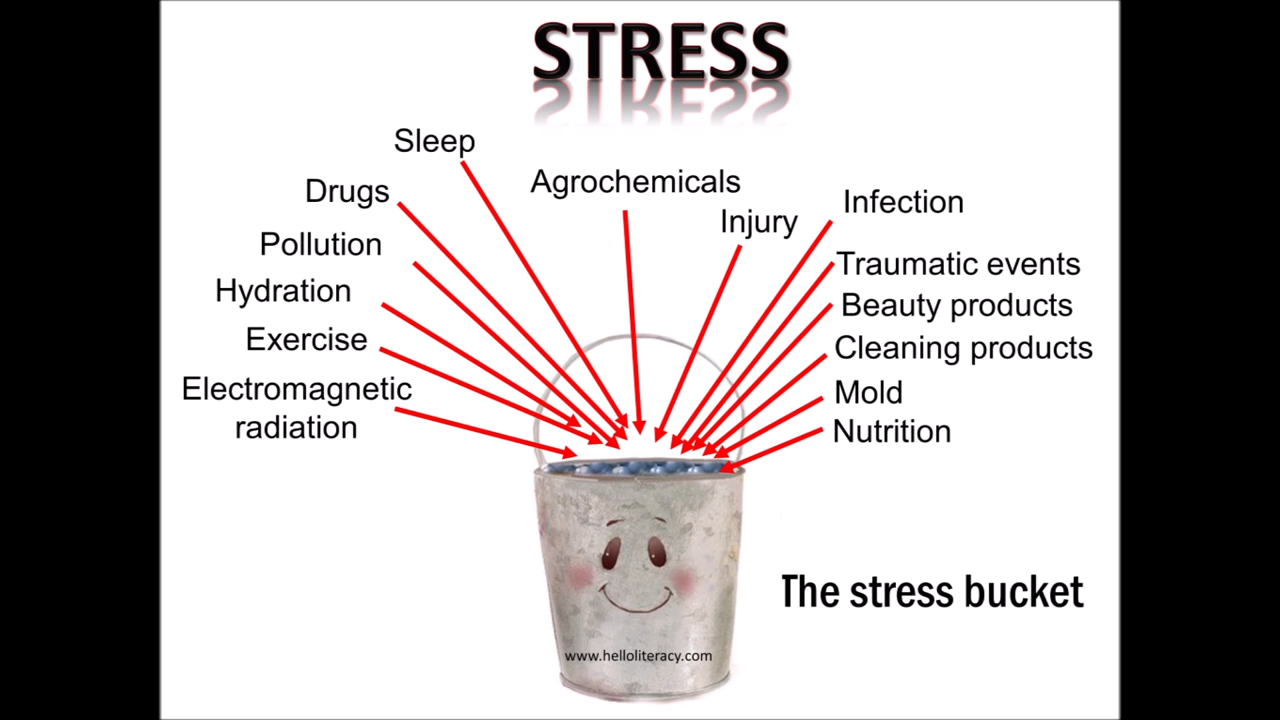 STRESS
Sleep
Agrochemicals
Drugs
Infection
Injury
Pollution
Traumatic events
Hydration
Beauty products
Exercise
Cleaning products
Electromagnetic
radiation
Mold
Nutrition
The stress bucket
www.helloliteracy.com